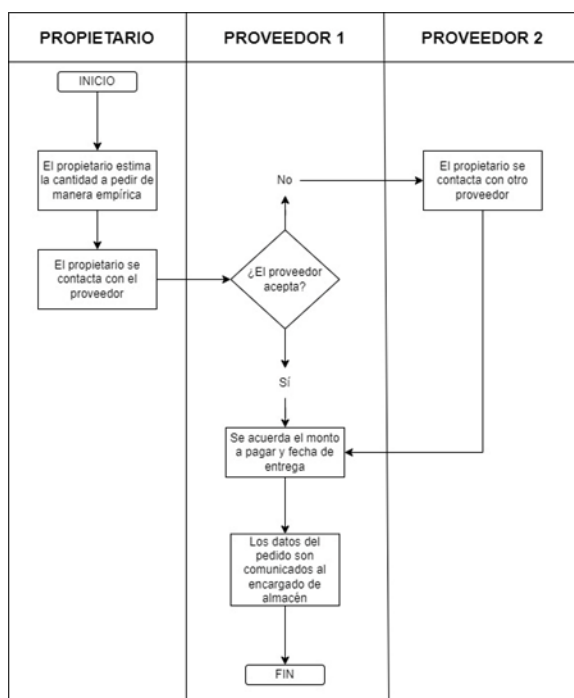 PROPIETARIO
PROVEEDOR 1
PROVEEDOR 2
INICIO
El propietario estima
la cantidad a pedir de
manera empírica
El propietario se
contacta con el
proveedor
¿El proveedor
acepta?
No
El propietario se
contacta con otro
proveedor
Sí
Se acuerda el monto
a pagar y fecha de
entrega
Los datos del
pedido son
comunicados al
encargado de
almacén
FIN